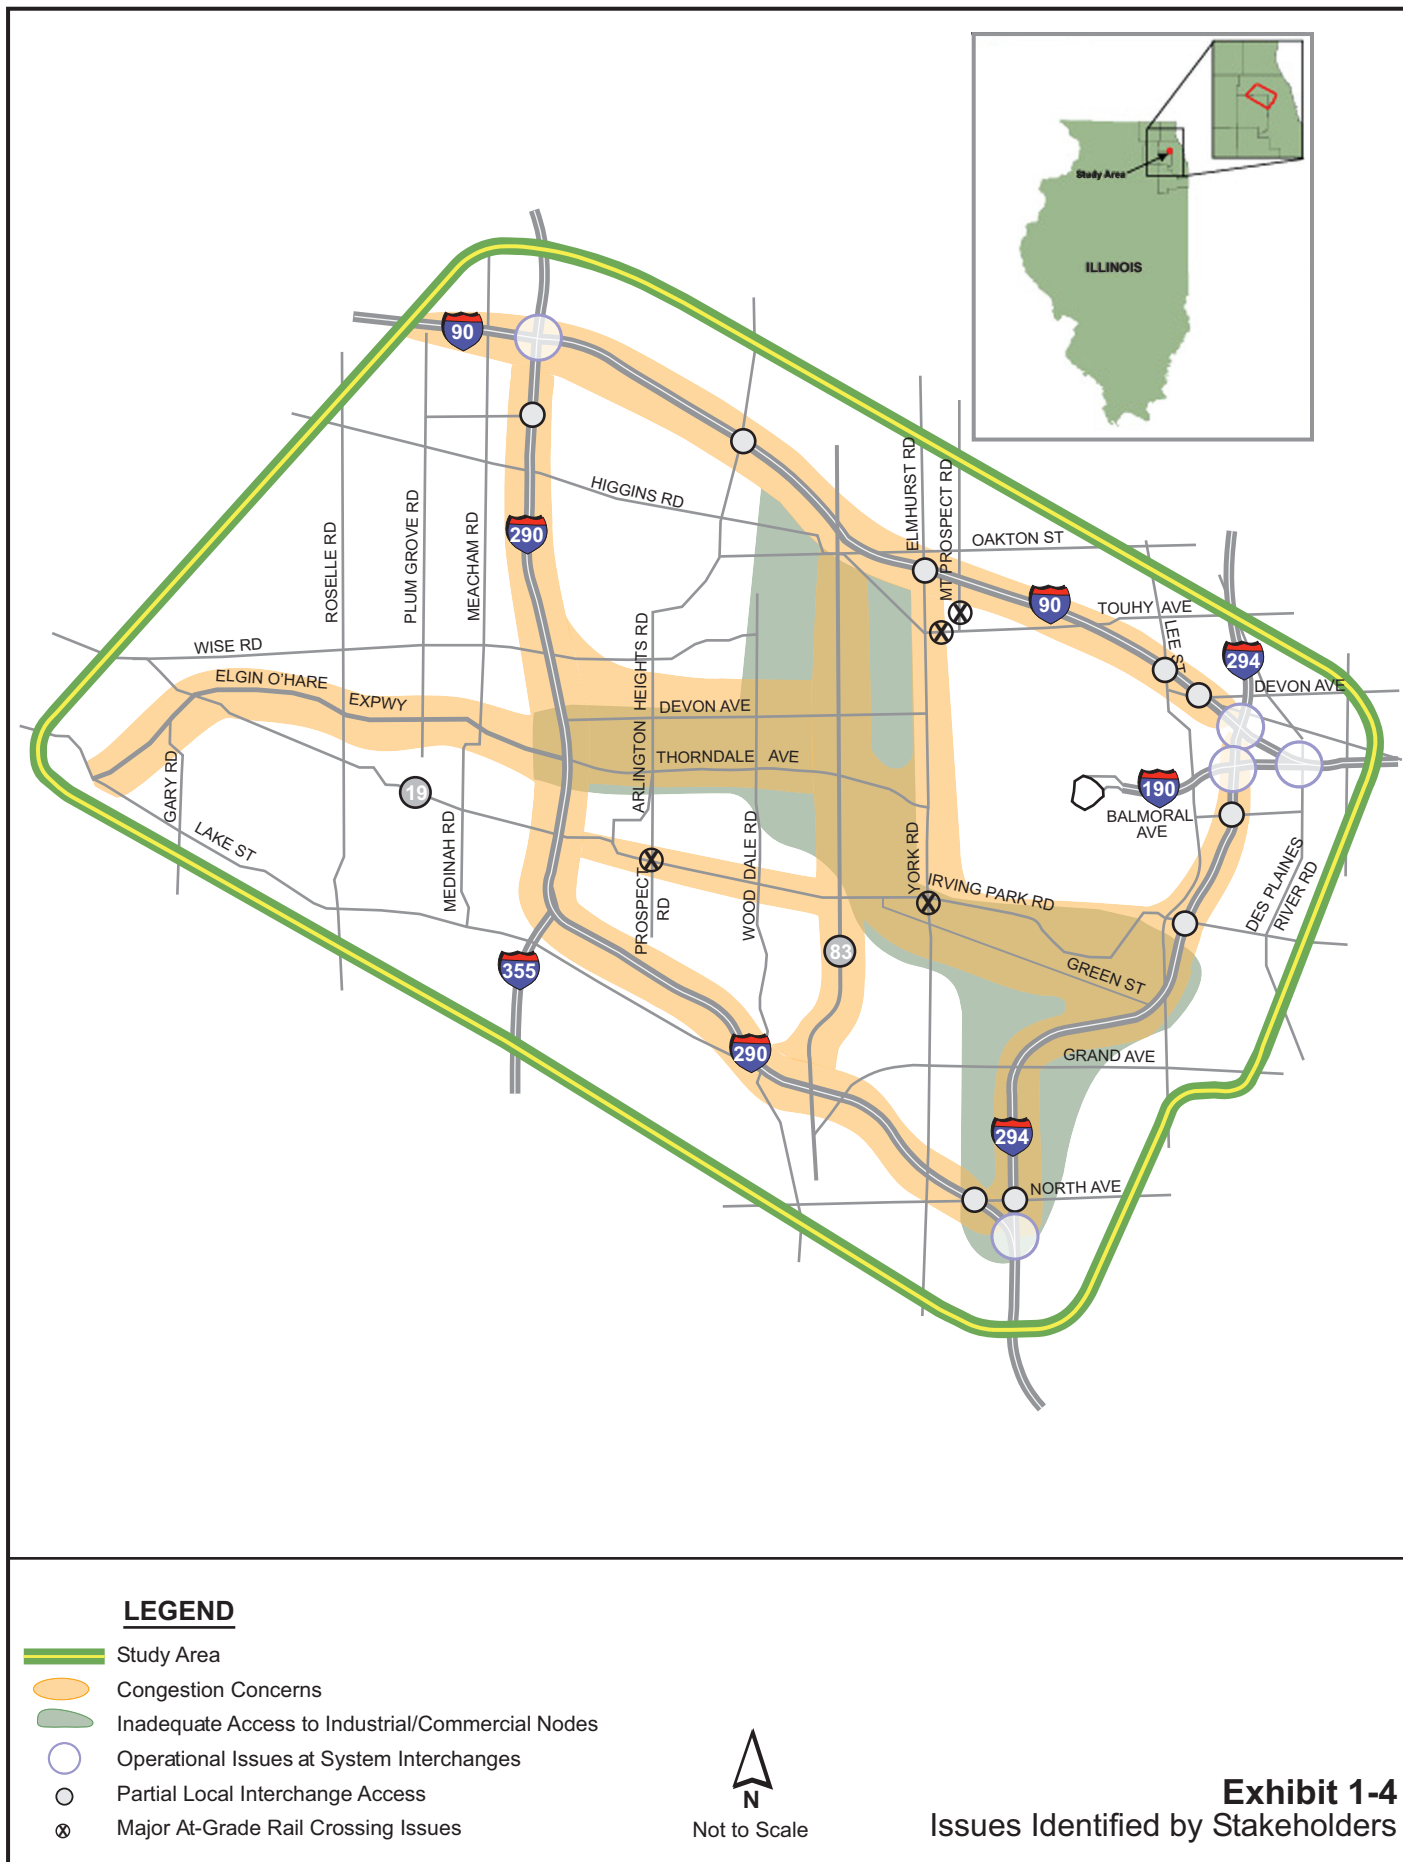 Study Area
ILLINOIS
90
290
HIGGINS RD
ELMHURST RD
MT PROSPECT RD
OAKTON ST
ROSELLE RD
PLUM GROVE RD
MEACHAM RD
90
TOUHY AVE
LEE ST
294
DEVON AVE
WISE RD
ELGIN O'HARE
EXPWY
ARLINGTON HEIGHTS RD
DEVON AVE
THORNDALE AVE
GARY RD
19
190
BALMORAL
AVE
LAKE ST
MEDINAH RD
PROSPECT
RD
WOOD DALE RD
YORK RD
IRVING PARK RD
DES PLAINES
RIVER RD
83
355
GREEN ST
290
GRAND AVE
294
NORTH AVE
LEGEND
Study Area
Congestion Concerns
Inadequate Access to Industrial/Commercial Nodes
Operational Issues at System Interchanges
Partial Local Interchange Access
Major At-Grade Rail Crossing Issues
N
Not to Scale
Exhibit 1-4
Issues Identified by Stakeholders